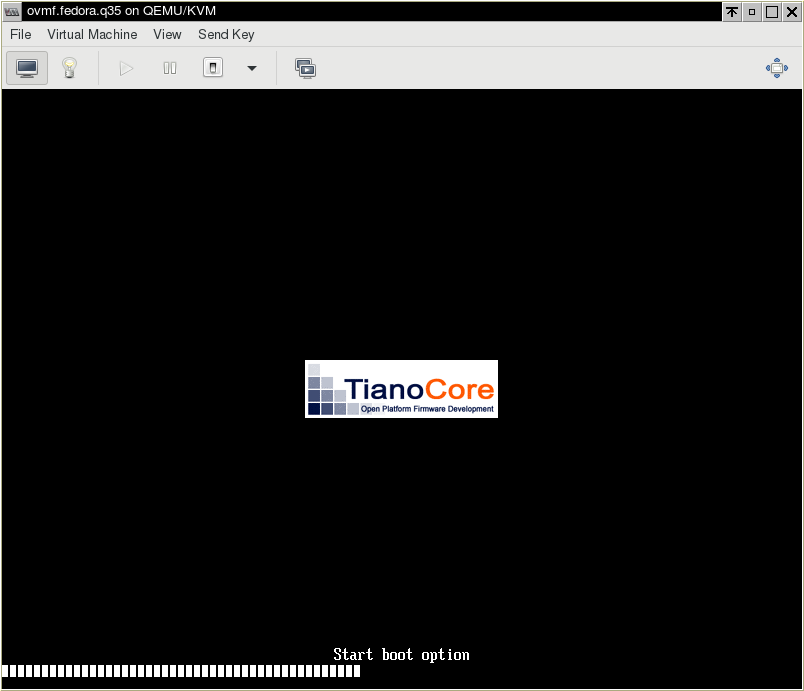 ovmf.fedora.q35 on QEMU/KVM
File Virtual Machine View Send Key
TianoCore
Open Platform Firmware Development
Start boot option